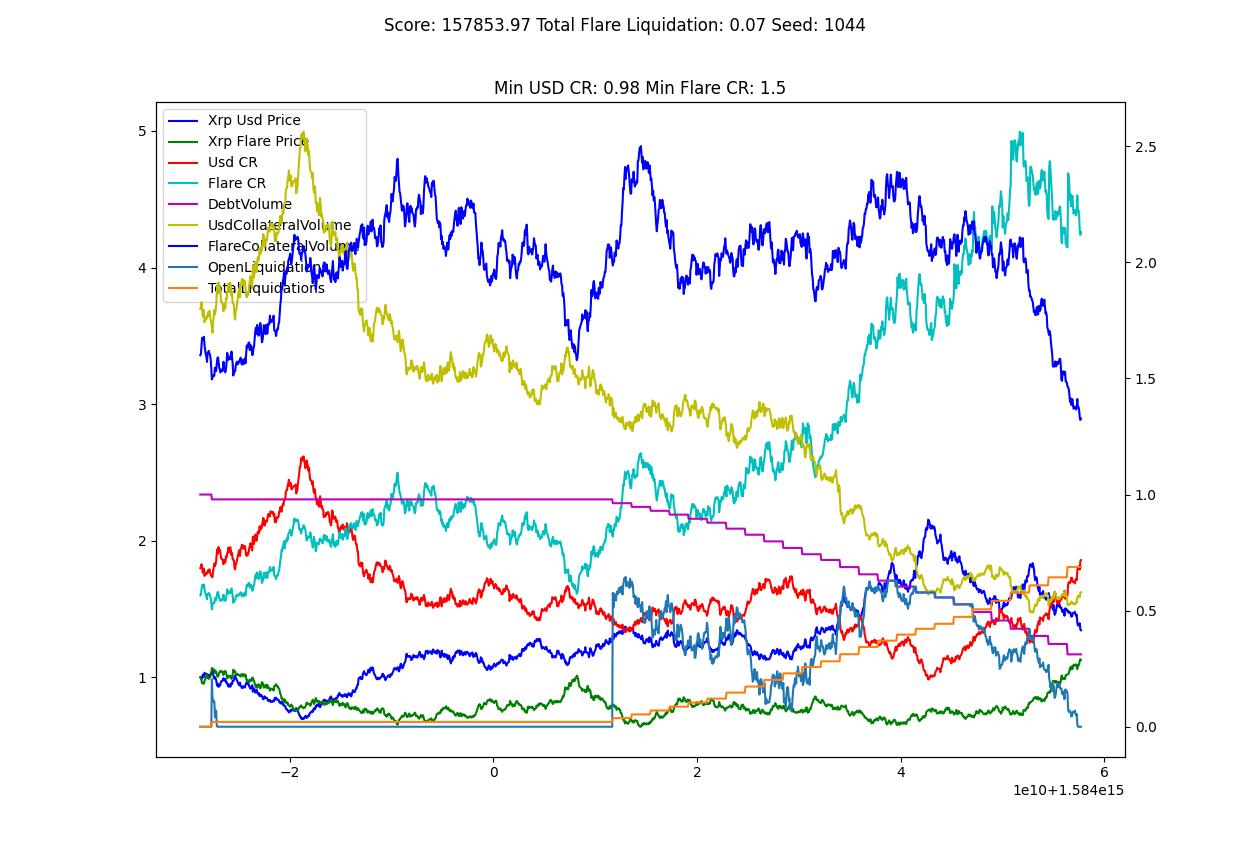 Score: 157853.97 Total Flare Liquidation: 0.07 Seed: 1044
Min USD CR: 0.98 Min Flare CR: 1.5
Xrp Usd Price
Xrp Flare Price
Usd CR
Flare CR
DebtVolume
UsdCollateralVolume
FlareCollateralVolume
OpenLiquidations
TotalLiquidations
5
4
3
2
1
2.5
2.0
1.5
1.0
0.5
0.0
−2
0
2
4
6
1e10+1.584e15